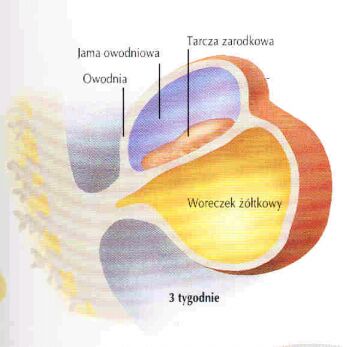 Tarcza zarodkowa
Jama owodniowa
Owodnia
Woreczek żółtkowy
3 tygodnie